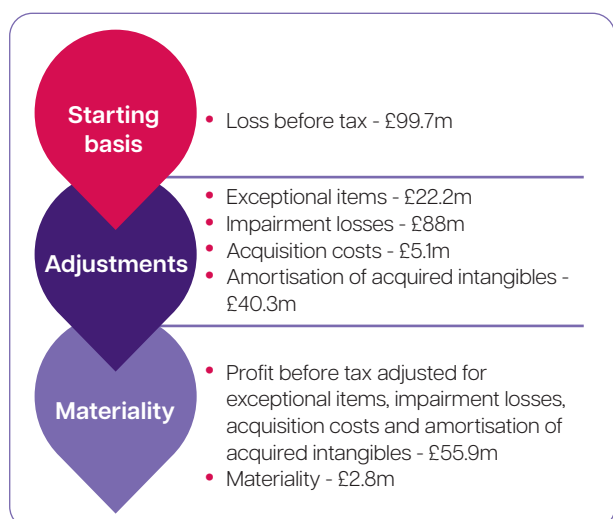 Starting
basis
• Loss before tax - £99.7m
Adjustments
• Exceptional items - £22.2m
• Impairment losses - £88m
• Acquisition costs - £5.1m
• Amortisation of acquired intangibles -
£40.3m
Materiality
• Profit before tax adjusted for
exceptional items, impairment losses,
acquisition costs and amortisation of
acquired intangibles - £55.9m
• Materiality - £2.8m